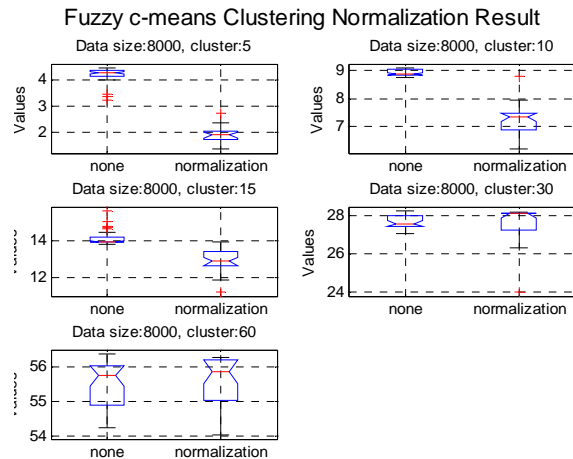 Fuzzy c-means Clustering Normalization Result
Data size:8000, cluster:5
Values
4
3
2
none normalization
Data size:8000, cluster:10
Values
9
8
7
none normalization
Data size:8000, cluster:15
Values
14
12
none normalization
Data size:8000, cluster:30
Values
28
26
24
none normalization
Data size:8000, cluster:60
Values
56
55
54
none normalization